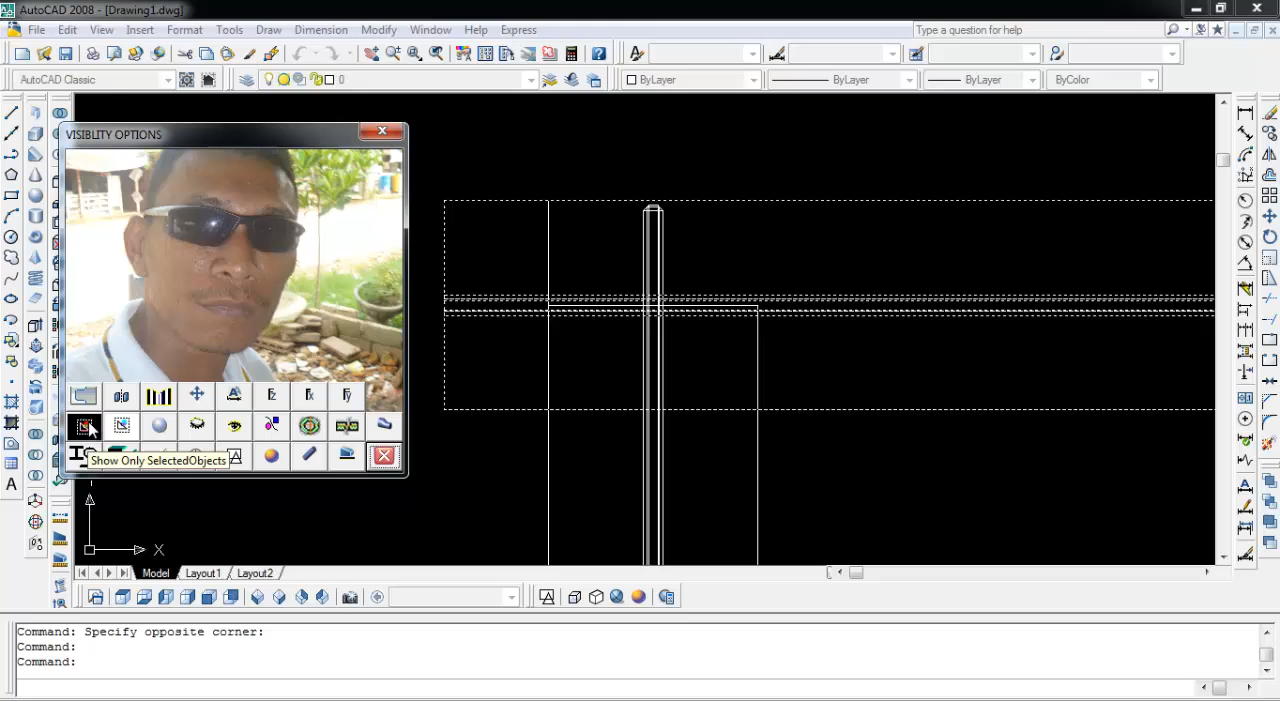 AutoCAD 2008 - [Drawing1.dwg]
File Edit View Insert Format Tools Draw Dimension Modify Window Help Express
Type a question for help
AutoCAD Classic
0
ByLayer
ByLayer
ByLayer
ByColor
VISIBLITY OPTIONS
Show Only SelectedObjects
X
Model Layout1 Layout2
Command: Specify opposite corner:
Command:
Command: